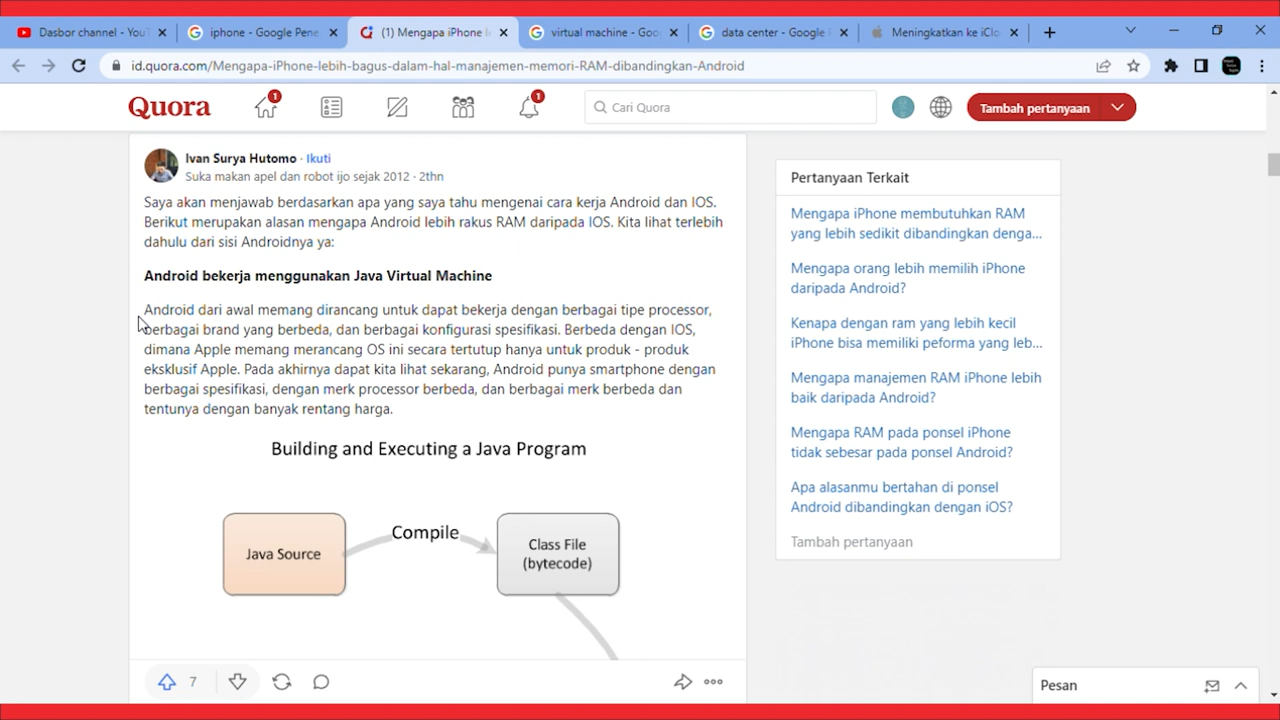 Dasbor channel - You
iphone - Google Pene
(1) Mengapa iPhone l
virtual machine - Goo
data center - Google
Meningkatkan ke iClo
id.quora.com/Mengapa-iPhone-lebih-bagus-dalam-hal-manajemen-memori-RAM-dibandingkan-Android
Quora
1
1
Cari Quora
Tambah pertanyaan
Ivan Surya Hutomo · Ikuti
Suka makan apel dan robot ijo sejak 2012 · 2thn
Saya akan menjawab berdasarkan apa yang saya tahu mengenai cara kerja Android dan IOS.
Berikut merupakan alasan mengapa Android lebih rakus RAM daripada IOS. Kita lihat terlebih
dahulu dari sisi Androidnya ya:
Android bekerja menggunakan Java Virtual Machine
Android dari awal memang dirancang untuk dapat bekerja dengan berbagai tipe processor,
berbagai brand yang berbeda, dan berbagai konfigurasi spesifikasi. Berbeda dengan IOS,
dimana Apple memang merancang OS ini secara tertutup hanya untuk produk - produk
eksklusif Apple. Pada akhirnya dapat kita lihat sekarang, Android punya smartphone dengan
berbagai spesifikasi, dengan merk processor berbeda, dan berbagai merk berbeda dan
tentunya dengan banyak rentang harga.
Building and Executing a Java Program
Java Source
Compile
Class File
(bytecode)
7
Pertanyaan Terkait
Mengapa iPhone membutuhkan RAM
yang lebih sedikit dibandingkan denga...
Mengapa orang lebih memilih iPhone
daripada Android?
Kenapa dengan ram yang lebih kecil
iPhone bisa memiliki peforma yang leb...
Mengapa manajemen RAM iPhone lebih
baik daripada Android?
Mengapa RAM pada ponsel iPhone
tidak sebesar pada ponsel Android?
Apa alasanmu bertahan di ponsel
Android dibandingkan dengan iOS?
Tambah pertanyaan
Pesan